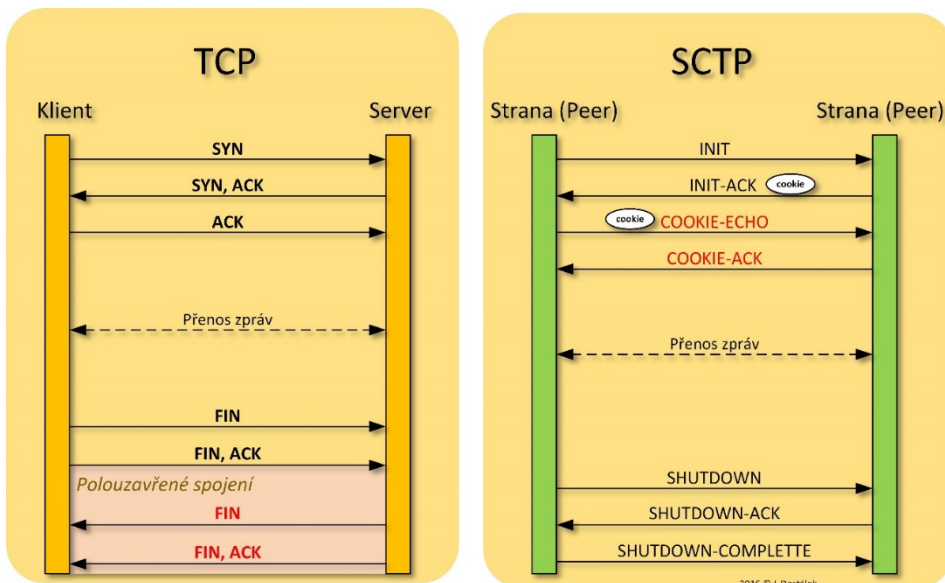 TCP
Klient
Server
SYN
SYN, ACK
ACK
Přenos zpráv
FIN
FIN, ACK
Polouzavřené spojení
FIN
FIN, ACK
SCTP
Strana (Peer)
Strana (Peer)
INIT
INIT-ACK
cookie
cookie
COOKIE-ECHO
COOKIE-ACK
Přenos zpráv
SHUTDOWN
SHUTDOWN-ACK
SHUTDOWN-COMPLETTE
2016 ©